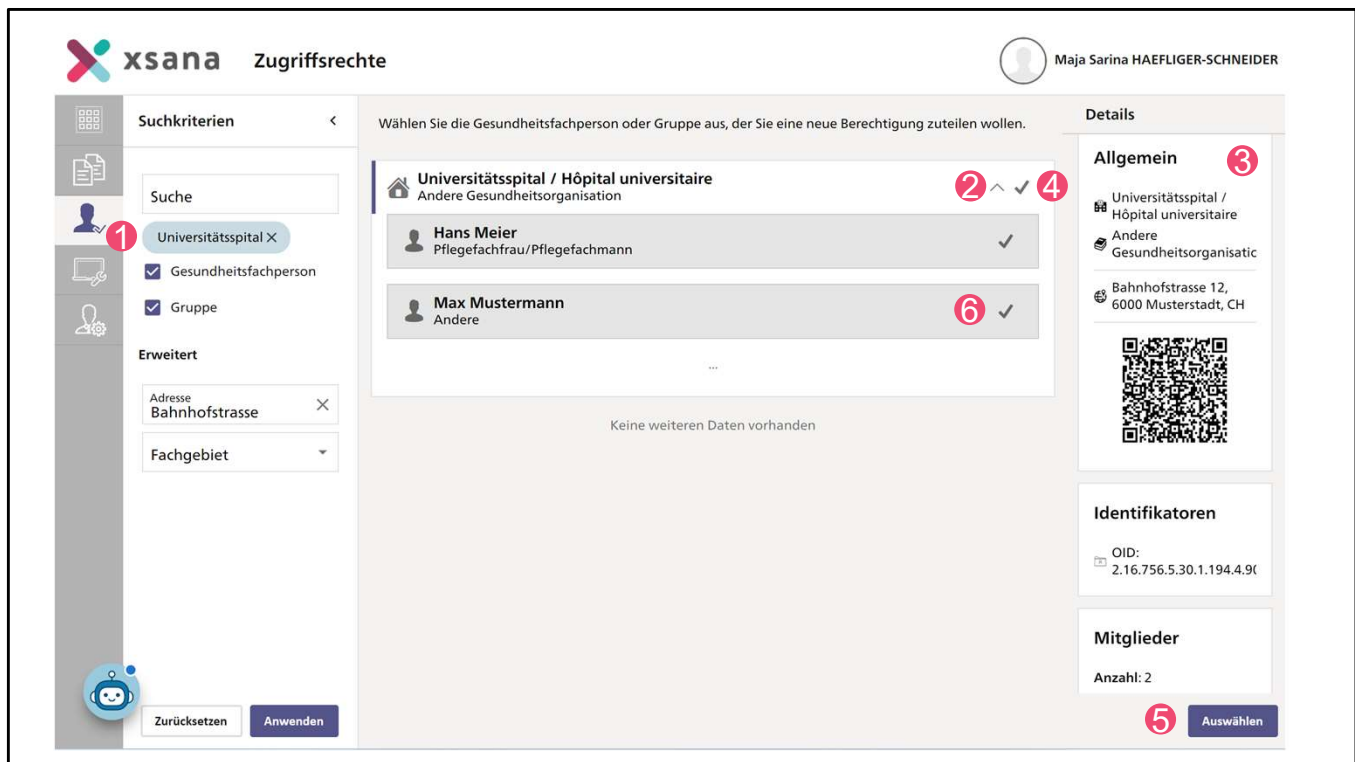 xsana
Zugriffsrechte
Maja Sarina HAEFLIGER-SCHNEIDER
Suchkriterien
Suche
1
Universitätsspital
Gesundheitsfachperson
Gruppe
Erweitert
Adresse
Bahnhofstrasse
Fachgebiet
Zurücksetzen
Anwenden
Wählen Sie die Gesundheitsfachperson oder Gruppe aus, der Sie eine neue Berechtigung zuteilen wollen.
Universitätsspital / Hôpital universitaire
Andere Gesundheitsorganisation
2
4
Hans Meier
Pflegefachfrau/Pflegefachmann
Max Mustermann
Andere
6
...
Keine weiteren Daten vorhanden
Details
Allgemein
3
Universitätsspital /
Hôpital universitaire
Andere
Gesundheitsorganisatic
Bahnhofstrasse 12,
6000 Musterstadt, CH
Identifikatoren
OID:
2.16.756.5.30.1.194.4.9(
Mitglieder
Anzahl: 2
5
Auswählen